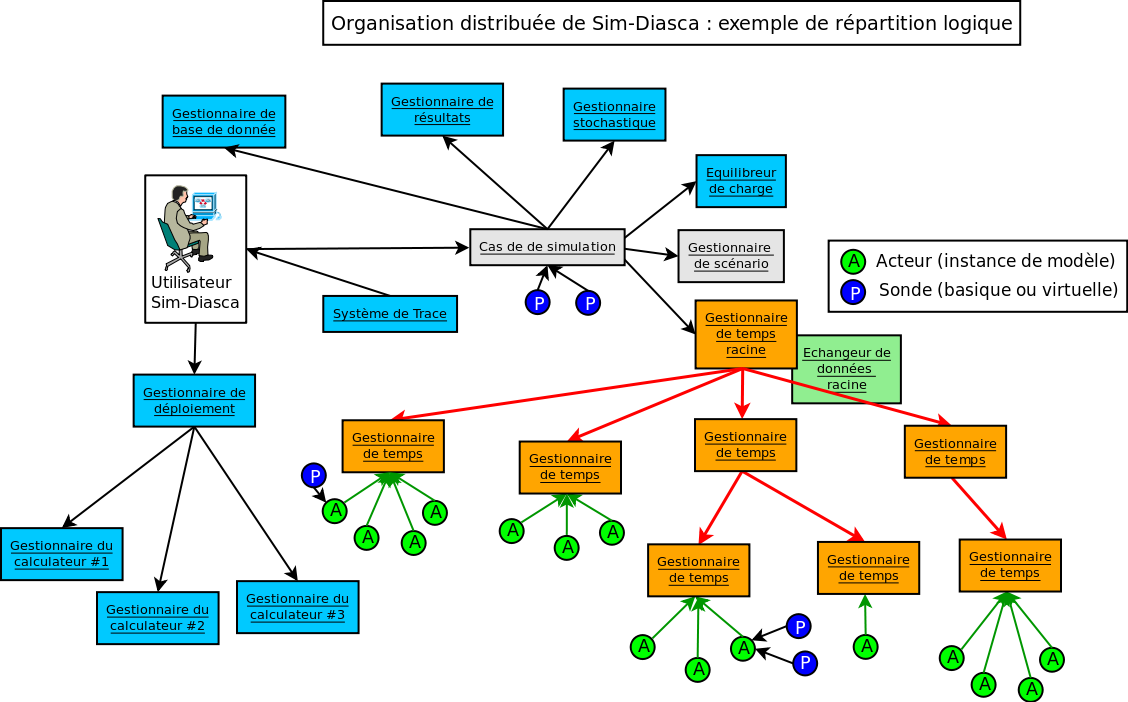 Organisation distribuée de Sim-Diasca : exemple de répartition logique
Gestionnaire de
base de donnée
Gestionnaire de
résultats
Gestionnaire
stochastique
Equilibreur
de charge
Utilisateur
Sim-Diasca
Cas de de simulation
Gestionnaire
de scénario
A Acteur (instance de modèle)
P Sonde (basique ou virtuelle)
P
P
Système de Trace
Gestionnaire
de temps
racine
Echangeur de
données
racine
Gestionnaire de
déploiement
Gestionnaire
de temps
Gestionnaire
de temps
Gestionnaire
de temps
Gestionnaire
de temps
P
A
A
A
A
A
A
A
Gestionnaire du
calculateur #1
Gestionnaire du
calculateur #2
Gestionnaire du
calculateur #3
Gestionnaire
de temps
Gestionnaire
de temps
Gestionnaire
de temps
A
A
A
P
P
A
A
A
A
A